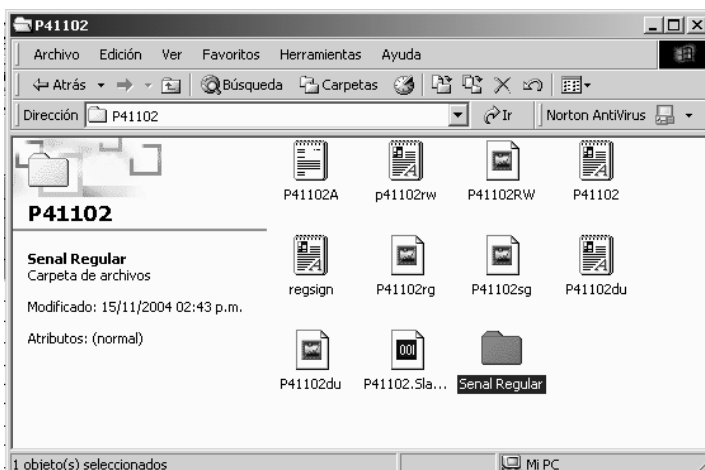 P41102
Archivo Edición Ver Favoritos Herramientas Ayuda
Atrás Búsqueda Carpetas
Dirección P41102 Ir Norton AntiVirus
P41102
Senal Regular
Carpeta de archivos
Modificado: 15/11/2004 02:43 p.m.
Atributos: (normal)
P41102A p41102rw P41102RW P41102
regsign P41102rg P41102sg P41102du
P41102du P41102.Sla... Senal Regular
1 objeto(s) seleccionados Mi PC